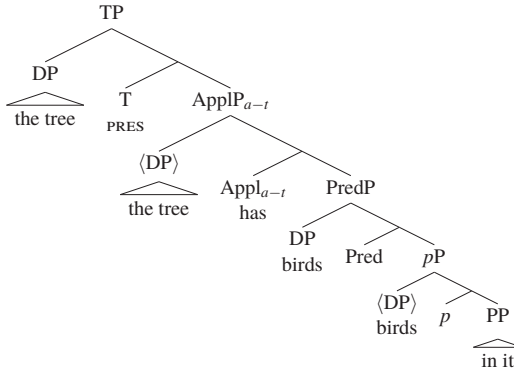 TP
DP
the tree
T
PRES
ApplP_{a−t}
⟨DP⟩
the tree
Appl_{a−t}
has
PredP
DP
birds
Pred
pP
⟨DP⟩
birds
p
PP
in it